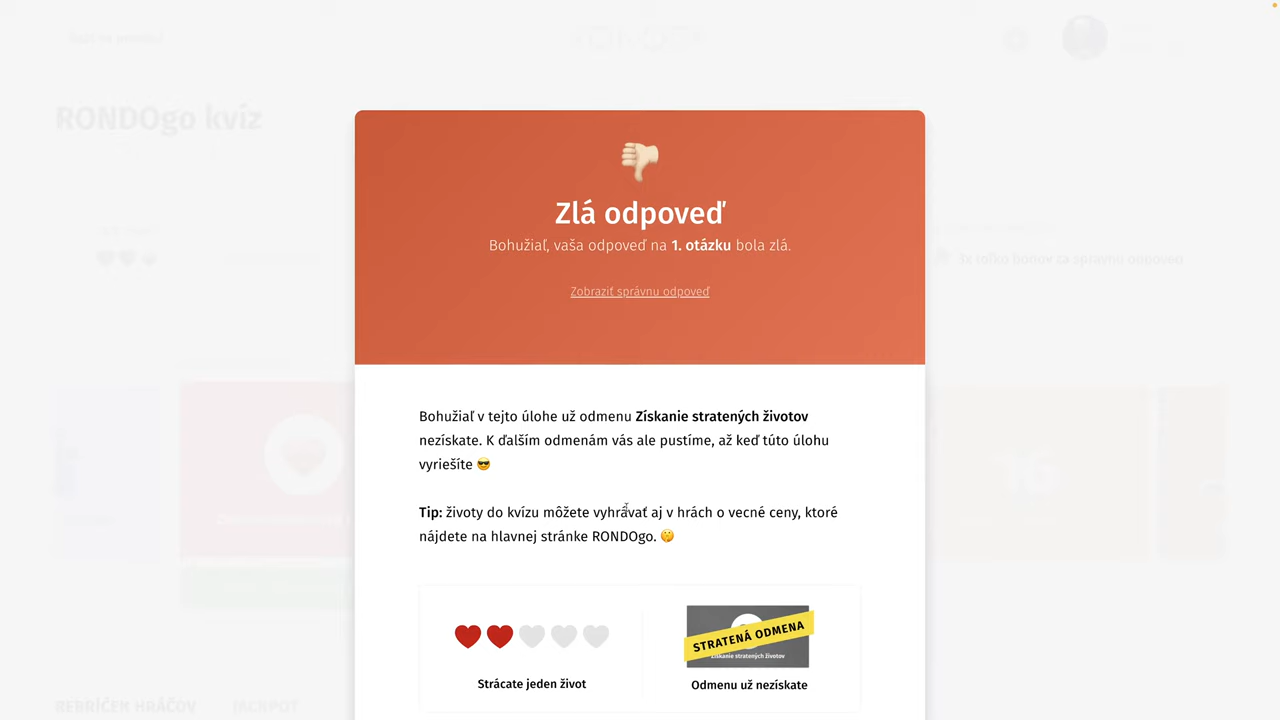 RONDOgo kvíz
Zlá odpoveď
Bohužiaľ, vaša odpoveď na 1. otázku bola zlá.
Zobraziť správnu odpoveď
3x toľko Bonov za správnu odpoveď
Bohužiaľ v tejto úlohe už odmenu Získanie stratených životov
nezískate. K ďalším odmenám vás ale pustíme, až keď túto úlohu
vyriešite 😎
Tip: životy do kvízu môžete vyhrávať aj v hrách o vecné ceny, ktoré
nájdete na hlavnej stránke RONDOgo. 🤫
STRATENÁ ODMENA
Získanie stratených životov
Strácate jeden život
Odmenu už nezískate
REBRÍČEK HRÁČOV
JACKPOT